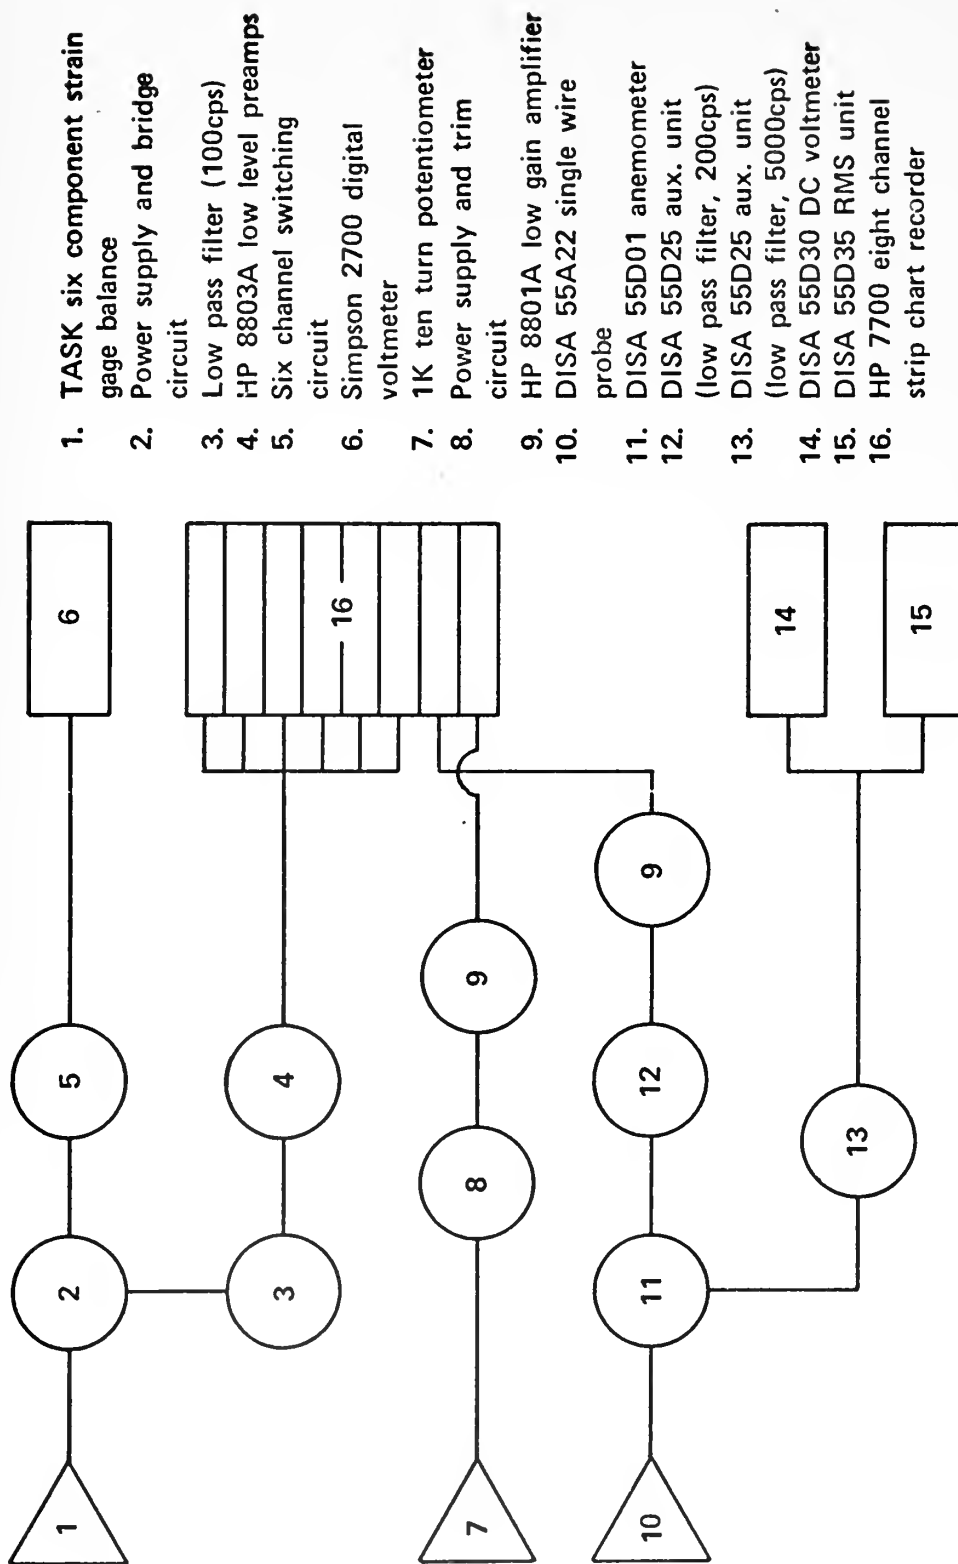 1
2
5
6
3
4
16
7
8
9
10
11
12
9
14
13
15
1. TASK six component strain
gage balance
2. Power supply and bridge
circuit
3. Low pass filter (100cps)
4. HP 8803A low level preamps
5. Six channel switching
circuit
6. Simpson 2700 digital
voltmeter
7. 1K ten turn potentiometer
8. Power supply and trim
circuit
9. HP 8801A low gain amplifier
10. DISA 55A22 single wire
probe
11. DISA 55D01 anemometer
12. DISA 55D25 aux. unit
(low pass filter, 200cps)
13. DISA 55D25 aux. unit
(low pass filter, 5000cps)
14. DISA 55D30 DC voltmeter
15. DISA 55D35 RMS unit
16. HP 7700 eight channel
strip chart recorder